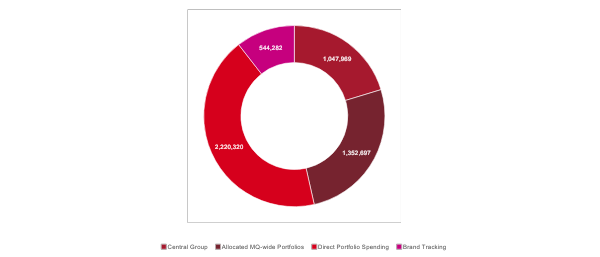 544,282
1,047,969
2,220,320
1,352,697
Central Group Allocated MQ-wide Portfolios Direct Portfolio Spending Brand Tracking